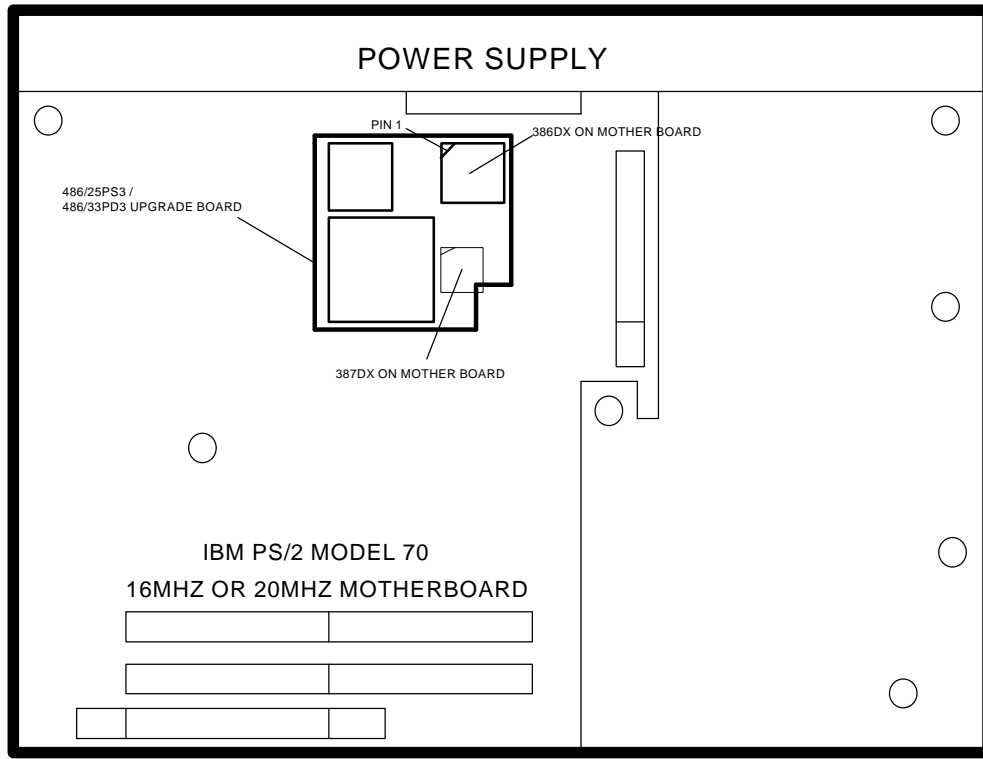 POWER SUPPLY
PIN 1
386DX ON MOTHER BOARD
486/25PS3 /
486/33PD3 UPGRADE BOARD
387DX ON MOTHER BOARD
IBM PS/2 MODEL 70
16MHZ OR 20MHZ MOTHERBOARD